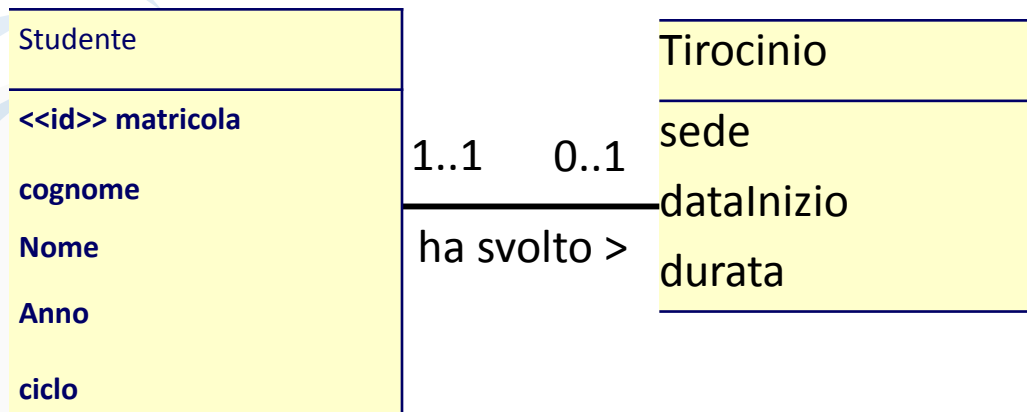 Studente
<<id>> matricola
cognome
Nome
Anno
ciclo
1..1 0..1
ha svolto >
Tirocinio
sede
dataInizio
durata